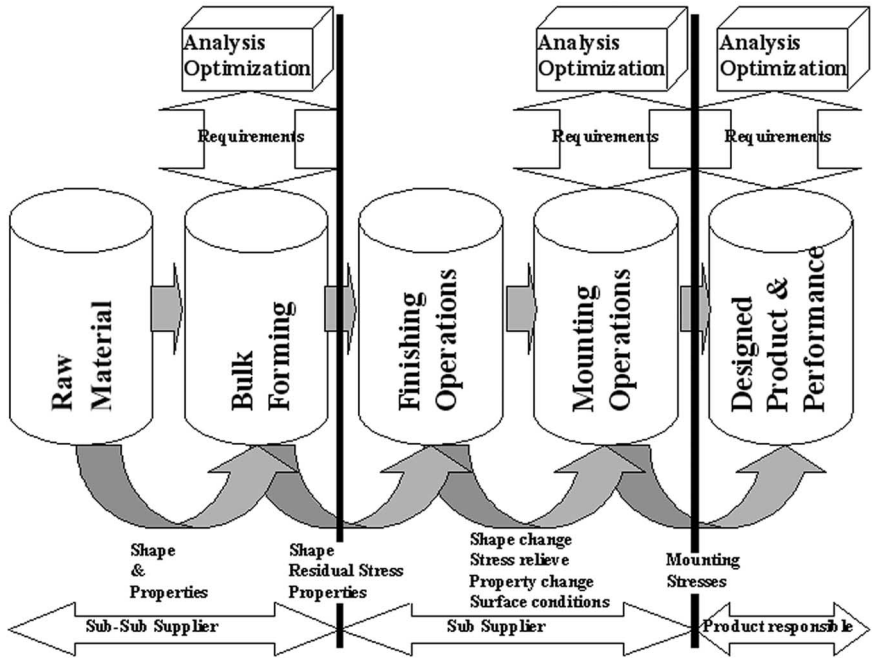 Analysis
Optimization
Analysis
Optimization
Analysis
Optimization
Requirements
Requirements
Requirements
Raw
Material
Bulk
Forming
Finishing
Operations
Mounting
Operations
Designed
Product &
Performance
Shape
&
Properties
Shape
Residual Stress
Properties
Shape change
Stress relieve
Property change
Surface conditions
Mounting
Stresses
Sub-Sub Supplier
Sub Supplier
Product responsible